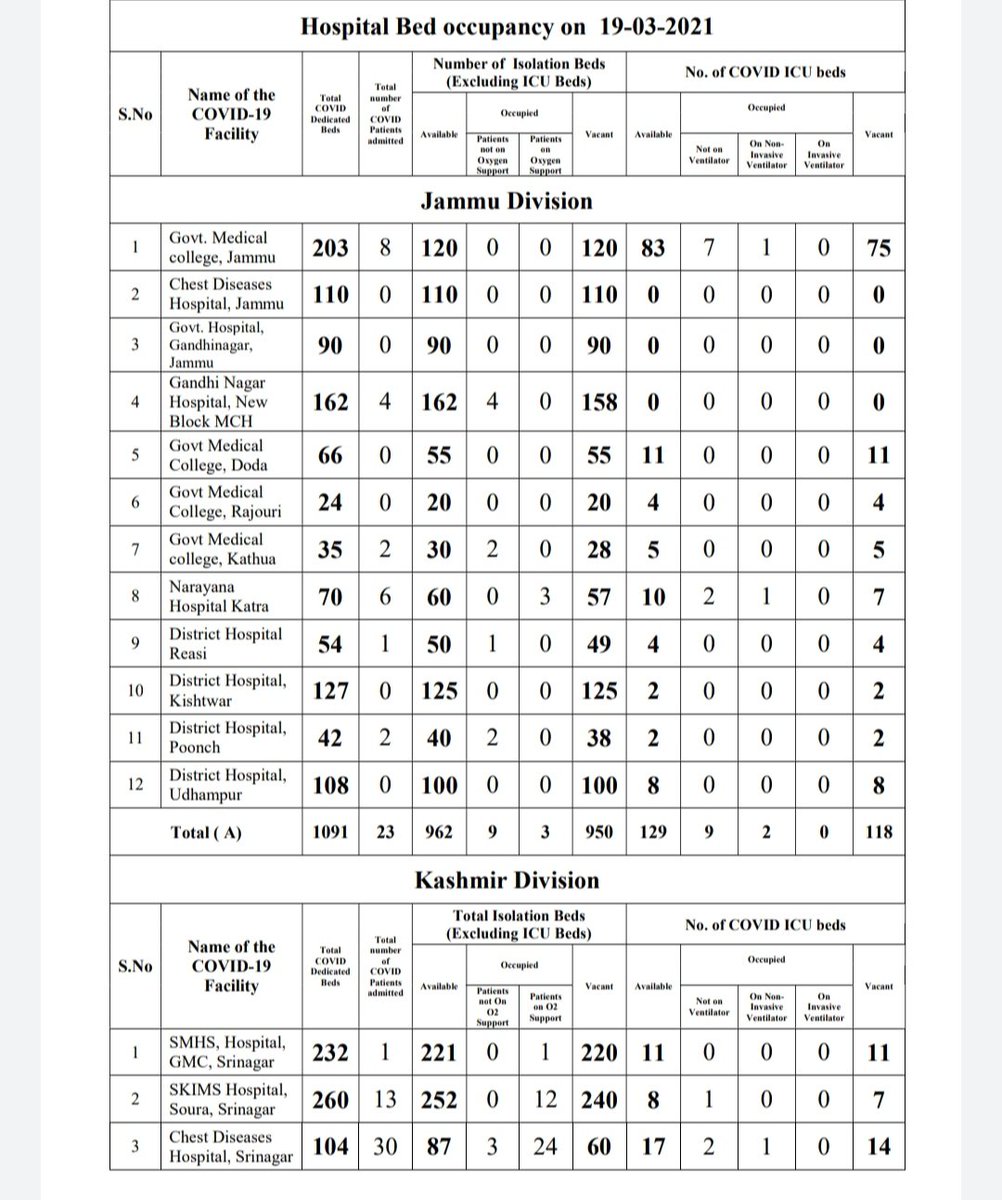 Hospital Bed occupancy on 19-03-2021
S.No
Name of the
COVID-19
Facility
Total
COVID
Dedicated
Beds
Total
number
of
COVID
Patients
admitted
Number of Isolation Beds
(Excluding ICU Beds)
Available
Occupied
Patients
not on
Oxygen
Support
Patients
on
Oxygen
Support
Vacant
No. of COVID ICU beds
Available
Occupied
Not on
Ventilator
On Non-
Invasive
Ventilator
On
Invasive
Ventilator
Vacant
Jammu Division
1 Govt. Medical
college, Jammu 203 8 120 0 0 120 83 7 1 0 75
2 Chest Diseases
Hospital, Jammu 110 0 110 0 0 110 0 0 0 0 0
3 Govt. Hospital,
Gandhinagar,
Jammu 90 0 90 0 0 90 0 0 0 0 0
4 Gandhi Nagar
Hospital, New
Block MCH 162 4 162 4 0 158 0 0 0 0 0
5 Govt Medical
College, Doda 66 0 55 0 0 55 11 0 0 0 11
6 Govt Medical
College, Rajouri 24 0 20 0 0 20 4 0 0 0 4
7 Govt Medical
college, Kathua 35 2 30 2 0 28 5 0 0 0 5
8 Narayana
Hospital Katra 70 6 60 0 3 57 10 2 1 0 7
9 District Hospital
Reasi 54 1 50 1 0 49 4 0 0 0 4
10 District Hospital,
Kishtwar 127 0 125 0 0 125 2 0 0 0 2
11 District Hospital,
Poonch 42 2 40 2 0 38 2 0 0 0 2
12 District Hospital,
Udhampur 108 0 100 0 0 100 8 0 0 0 8
Total ( A) 1091 23 962 9 3 950 129 9 2 0 118
Kashmir Division
S.No
Name of the
COVID-19
Facility
Total
COVID
Dedicated
Beds
Total
number
of
COVID
Patients
admitted
Total Isolation Beds
(Excluding ICU Beds)
Available
Occupied
Patients
not On
O2
Support
Patients
on O2
Support
Vacant
No. of COVID ICU beds
Available
Occupied
Not on
Ventilator
On Non-
Invasive
Ventilator
On
Invasive
Ventilator
Vacant
1 SMHS, Hospital,
GMC, Srinagar 232 1 221 0 1 220 11 0 0 0 11
2 SKIMS Hospital,
Soura, Srinagar 260 13 252 0 12 240 8 1 0 0 7
3 Chest Diseases
Hospital, Srinagar 104 30 87 3 24 60 17 2 1 0 14